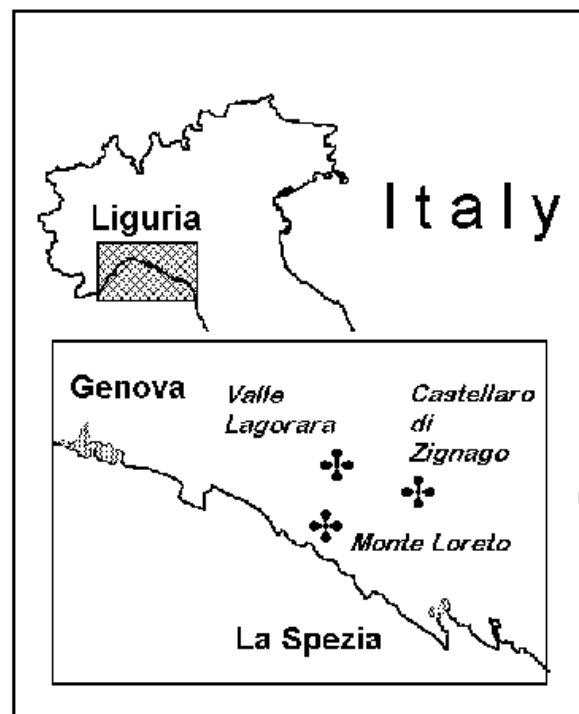 Italy
Liguria
Genova
Valle
Lagorara
Castellaro
di
Zignago
Monte Loreto
La Spezia